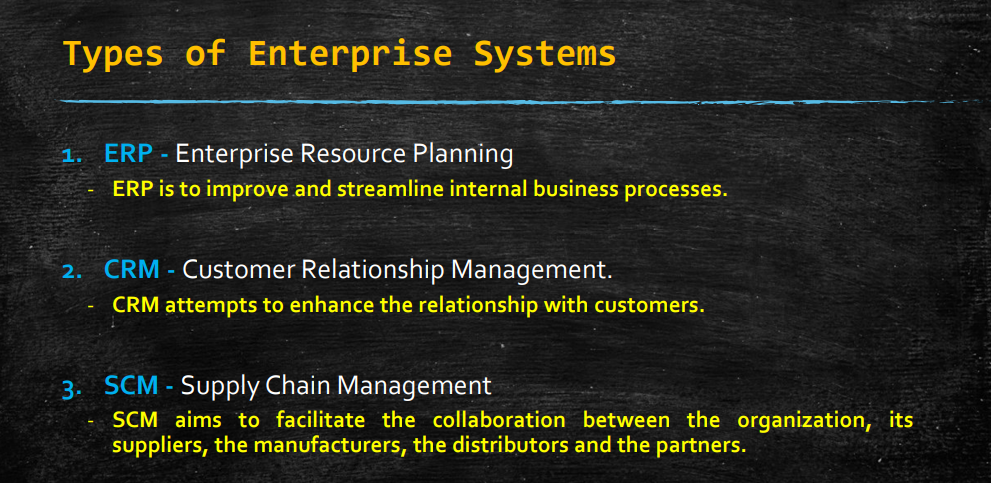 Types of Enterprise Systems
1. ERP - Enterprise Resource Planning
- ERP is to improve and streamline internal business processes.
2. CRM - Customer Relationship Management.
- CRM attempts to enhance the relationship with customers.
3. SCM - Supply Chain Management
- SCM aims to facilitate the collaboration between the organization, its
suppliers, the manufacturers, the distributors and the partners.